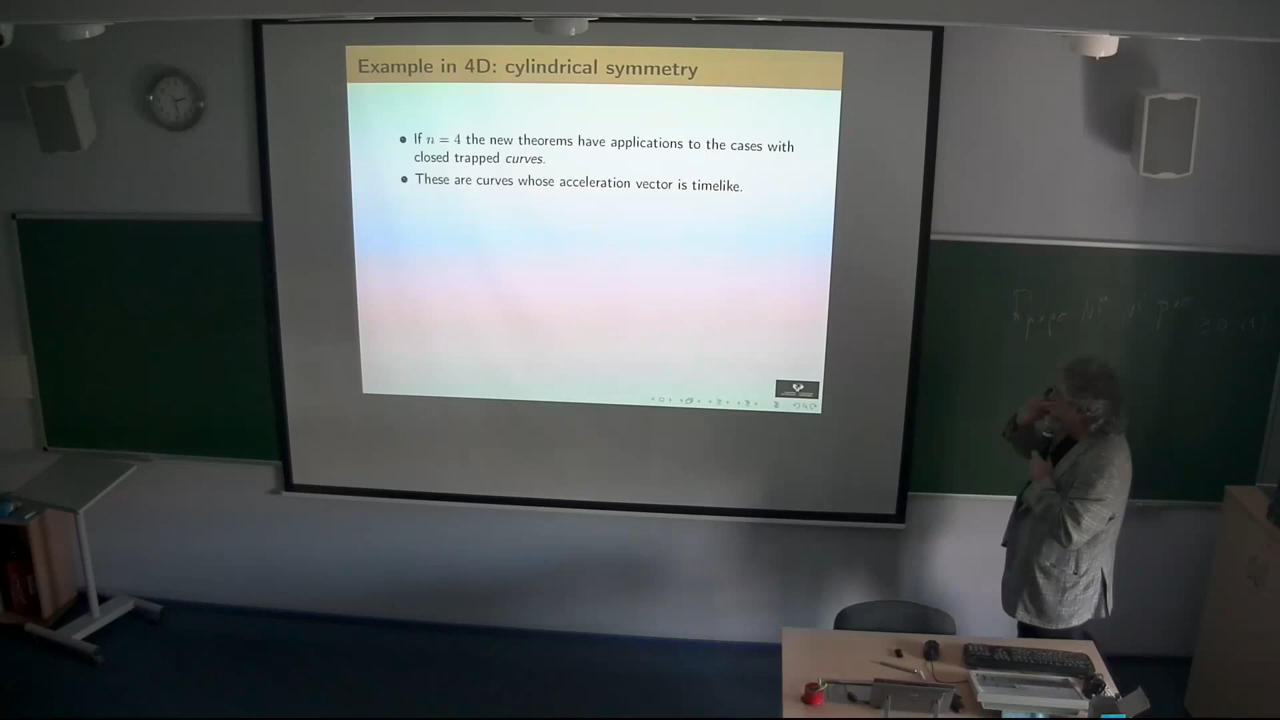 Example in 4D: cylindrical symmetry
• If n = 4 the new theorems have applications to the cases with
closed trapped curves.
• These are curves whose acceleration vector is timelike.